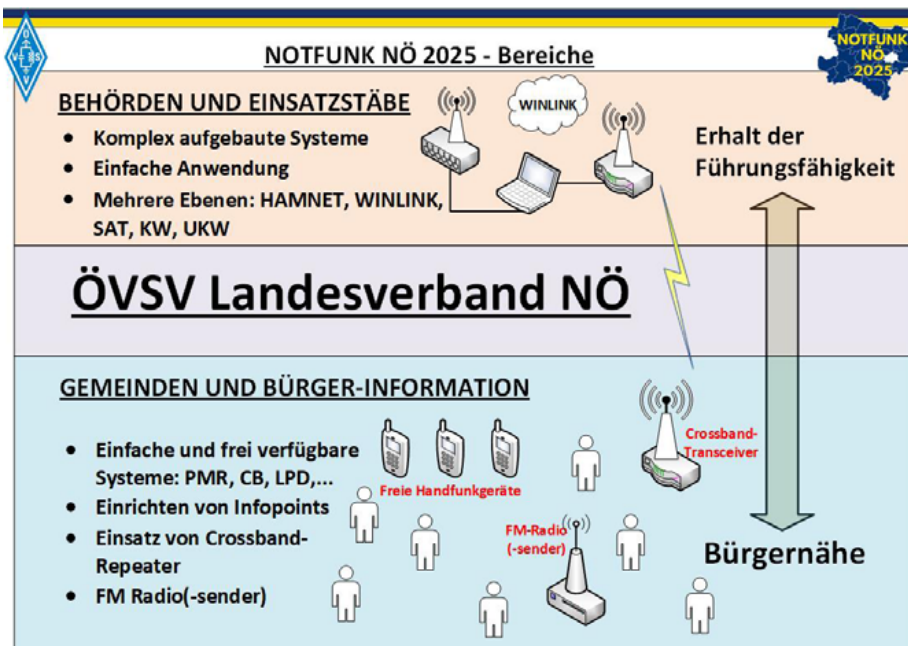 NOTFUNK NÖ 2025 - Bereiche
NOTFUNK
NÖ
2025
Ö
V S
V
BEHÖRDEN UND EINSATZSTÄBE
• Komplex aufgebaute Systeme
• Einfache Anwendung
• Mehrere Ebenen: HAMNET, WINLINK,
SAT, KW, UKW
WINLINK
Erhalt der
Führungsfähigkeit
ÖVSV Landesverband NÖ
GEMEINDEN UND BÜRGER-INFORMATION
• Einfache und frei verfügbare
Systeme: PMR, CB, LPD,...
• Einrichten von Infopoints
• Einsatz von Crossband-
Repeater
• FM Radio(-sender)
Freie Handfunkgeräte
FM-Radio
(-sender)
Crossband-
Transceiver
Bürgernähe